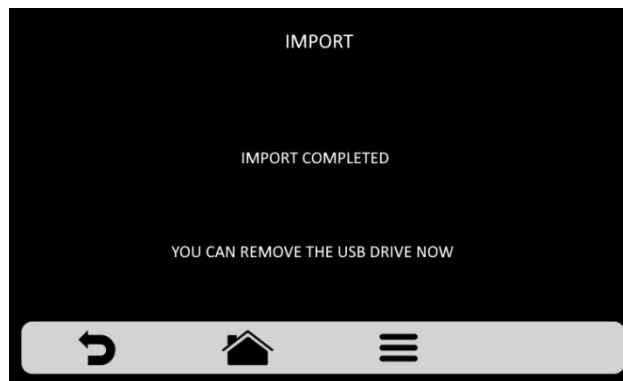 IMPORT
IMPORT COMPLETED
YOU CAN REMOVE THE USB DRIVE NOW